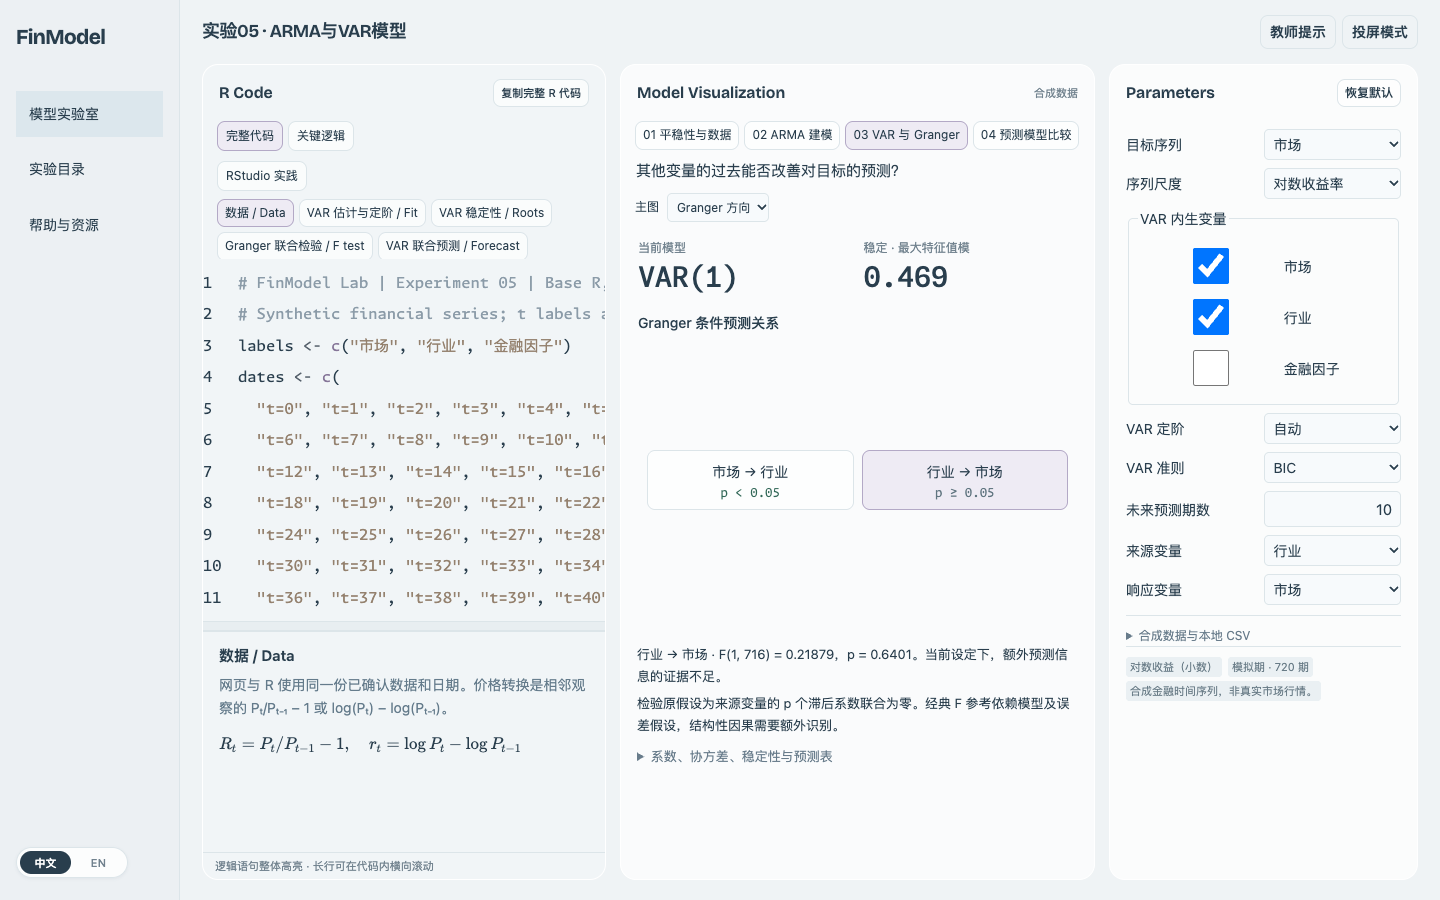 FinModel
模型实验室
实验目录
帮助与资源
中文
EN
实验05 · ARMA与VAR模型
教师提示
投屏模式
R Code
复制完整 R 代码
完整代码
关键逻辑
RStudio 实践
数据 / Data
VAR 估计与定阶 / Fit
VAR 稳定性 / Roots
Granger 联合检验 / F test
VAR 联合预测 / Forecast
1 # FinModel Lab | Experiment 05 | Base R,
2 # Synthetic financial series; t labels a
3 labels <- c("市场", "行业", "金融因子")
4 dates <- c(
5 "t=0", "t=1", "t=2", "t=3", "t=4", "t=
6 "t=6", "t=7", "t=8", "t=9", "t=10", "t
7 "t=12", "t=13", "t=14", "t=15", "t=16"
8 "t=18", "t=19", "t=20", "t=21", "t=22"
9 "t=24", "t=25", "t=26", "t=27", "t=28"
10 "t=30", "t=31", "t=32", "t=33", "t=34"
11 "t=36", "t=37", "t=38", "t=39", "t=40"
数据 / Data
网页与 R 使用同一份已确认数据和日期。价格转换是相邻观
察的 Pₜ/Pₜ₋₁ − 1 或 log(Pₜ) − log(Pₜ₋₁)。
Rₜ = Pₜ/Pₜ₋₁ − 1, rₜ = log Pₜ − log Pₜ₋₁
逻辑语句整体高亮 · 长行可在代码内横向滚动
Model Visualization
合成数据
01 平稳性与数据
02 ARMA 建模
03 VAR 与 Granger
04 预测模型比较
其他变量的过去能否改善对目标的预测?
主图
Granger 方向
当前模型
VAR(1)
稳定 · 最大特征值模
0.469
Granger 条件预测关系
市场 → 行业
p < 0.05
行业 → 市场
p ≥ 0.05
行业 → 市场 · F(1, 716) = 0.21879，p = 0.6401。当前设定下，额外预测信
息的证据不足。
检验原假设为来源变量的 p 个滞后系数联合为零。经典 F 参考依赖模型及误
差假设，结构性因果需要额外识别。
系数、协方差、稳定性与预测表
Parameters
恢复默认
目标序列
市场
序列尺度
对数收益率
VAR 内生变量
市场
行业
金融因子
VAR 定阶
自动
VAR 准则
BIC
未来预测期数
10
来源变量
行业
响应变量
市场
合成数据与本地 CSV
对数收益（小数）
模拟期 · 720 期
合成金融时间序列，非真实市场行情。